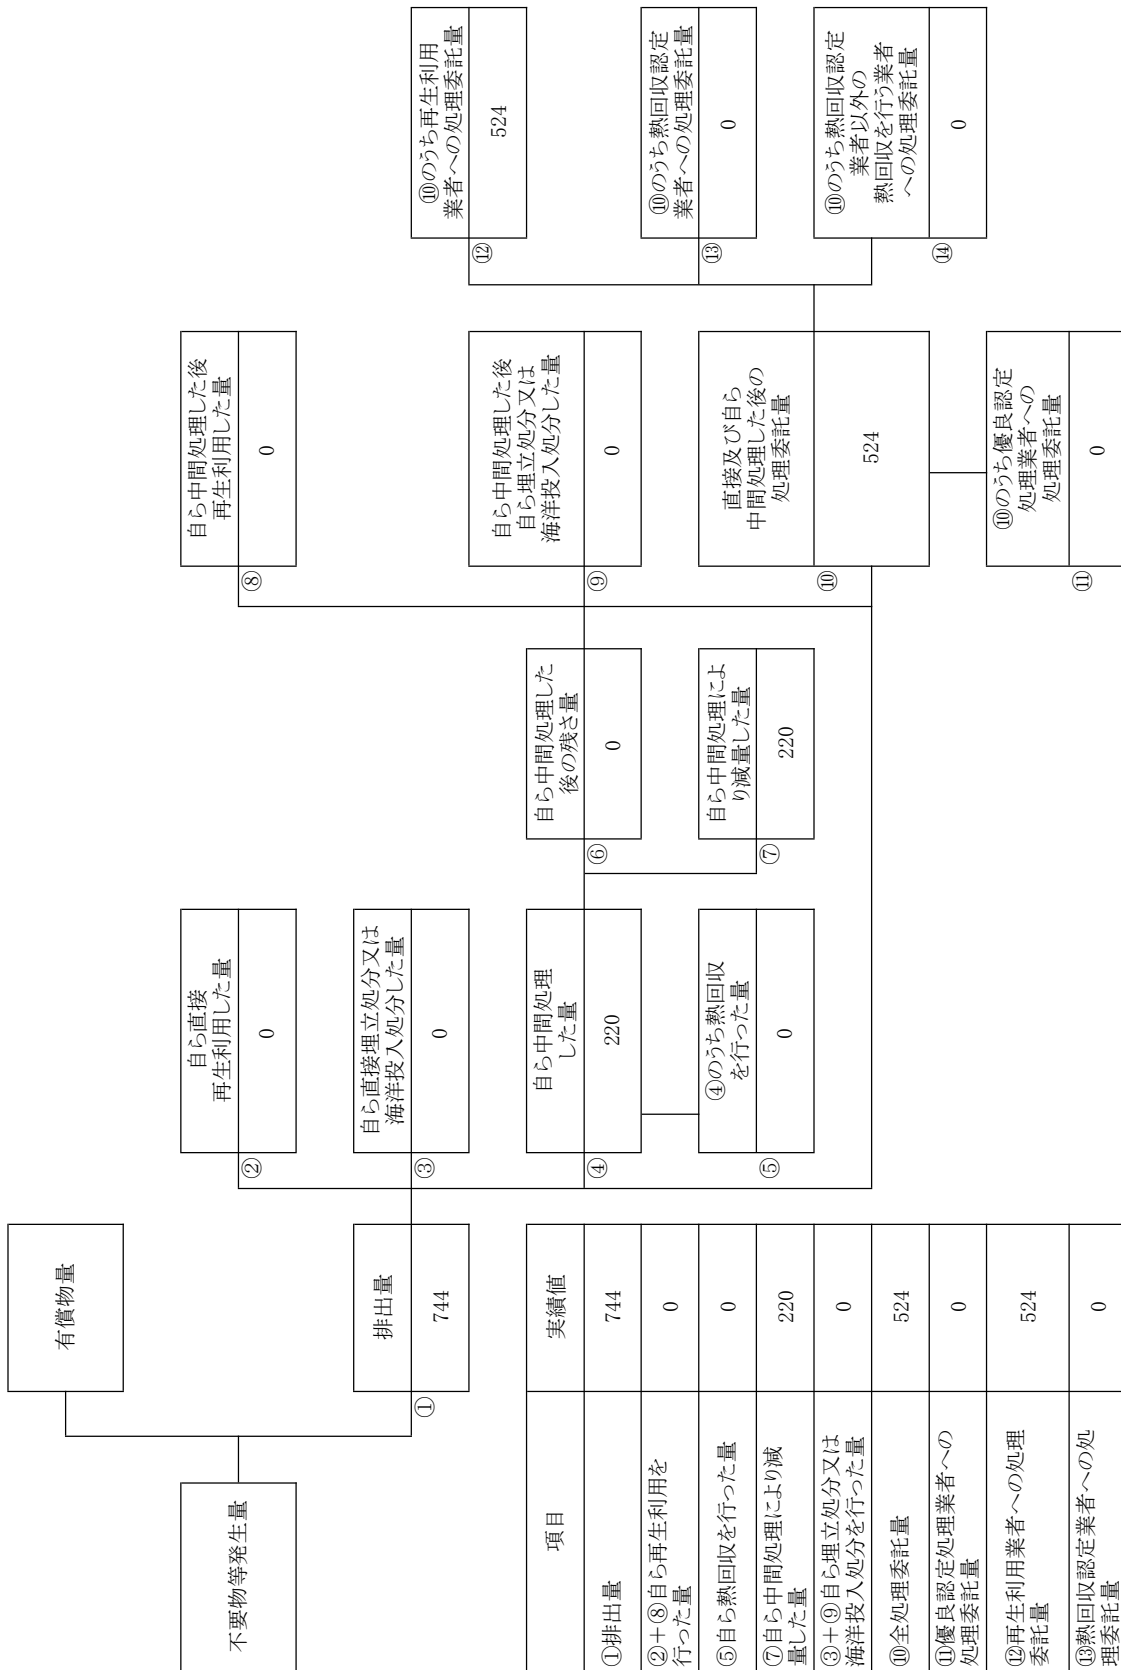 不要物等発生量
有償物量
①
排出量
744
②
自ら直接
再生利用した量
0
③
自ら直接埋立処分又は
海洋投入処分した量
0
④
自ら中間処理
した量
220
⑤
④のうち熱回収
を行った量
0
⑥
自ら中間処理した
後の残さ量
0
⑦
自ら中間処理によ
り減量した量
220
⑧
自ら中間処理した後
再生利用した量
0
⑨
自ら中間処理した後
自ら埋立処分又は
海洋投入処分した量
0
⑩
直接及び自ら
中間処理した後の
処理委託量
524
⑪
⑩のうち優良認定
処理業者への
処理委託量
0
⑫
⑩のうち再生利用
業者への処理委託量
524
⑬
⑩のうち熱回収認定
業者への処理委託量
0
⑭
⑩のうち熱回収認定
業者以外の
熱回収を行う業者
への処理委託量
0
項目
実績値
①排出量
744
②+⑧自ら再生利用を
行った量
0
⑤自ら熱回収を行った量
0
⑦自ら中間処理により減
量した量
220
③+⑨自ら埋立処分又は
海洋投入処分を行った量
0
⑩全処理委託量
524
⑪優良認定処理業者への
処理委託量
0
⑫再生利用業者への処理
委託量
524
⑬熱回収認定業者への処
理委託量
0